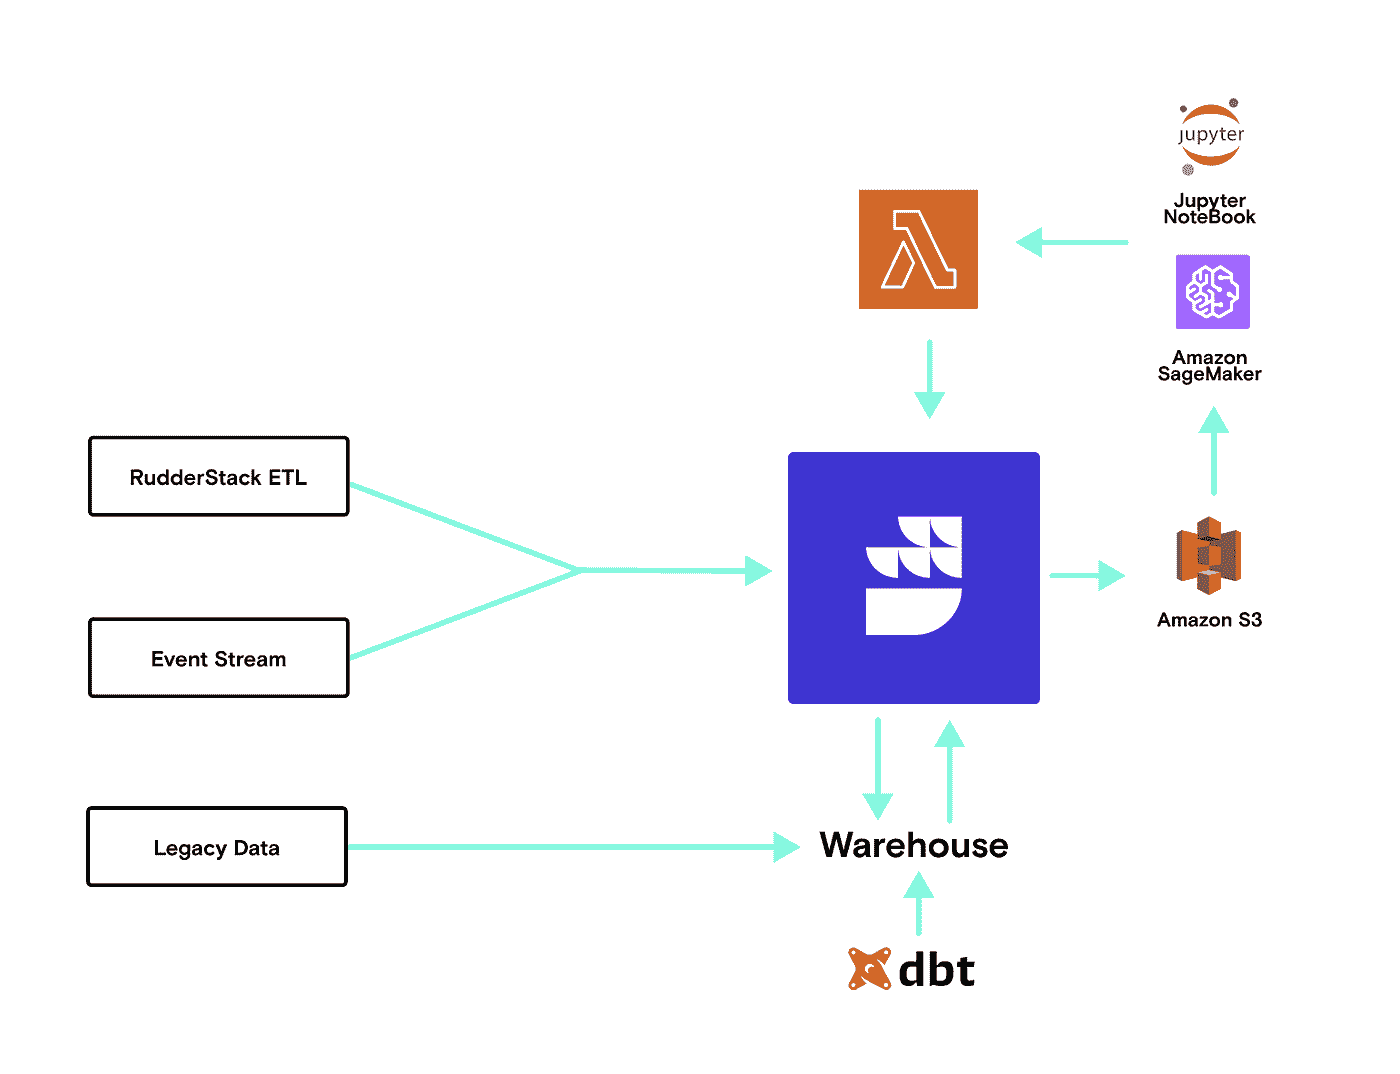 jupyter
Jupyter
NoteBook
Amazon
SageMaker
RudderStack ETL
Amazon S3
Event Stream
Legacy Data
Warehouse
dbt